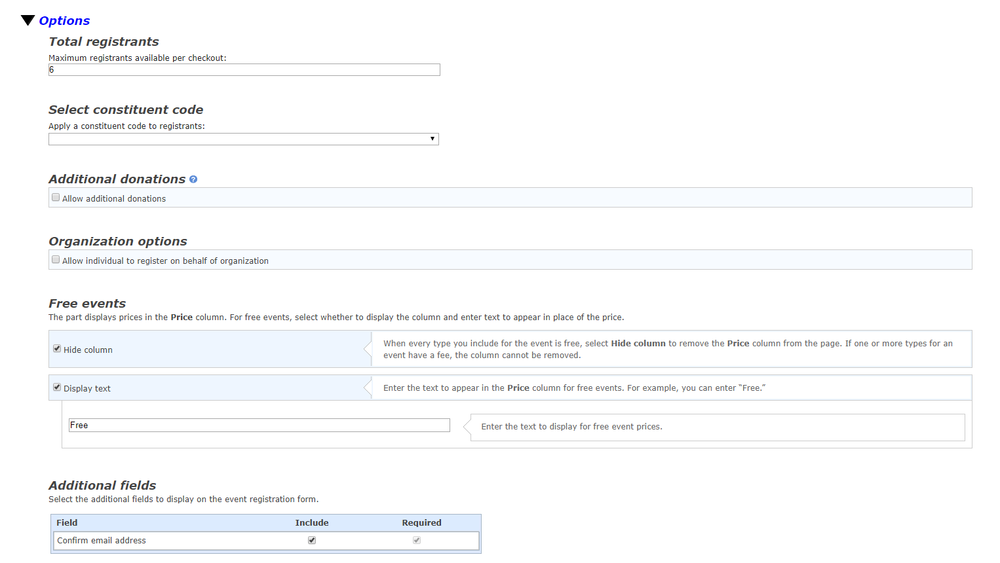 Options
Total registrants
Maximum registrants available per checkout:
6
Select constituent code
Apply a constituent code to registrants:
Additional donations ?
Allow additional donations
Organization options
Allow individual to register on behalf of organization
Free events
The part displays prices in the Price column. For free events, select whether to display the column and enter text to appear in place of the price.
Hide column
When every type you include for the event is free, select Hide column to remove the Price column from the page. If one or more types for an
event have a fee, the column cannot be removed.
Display text
Enter the text to appear in the Price column for free events. For example, you can enter “Free.”
Free
Enter the text to display for free event prices.
Additional fields
Select the additional fields to display on the event registration form.
Field Include Required
Confirm email address